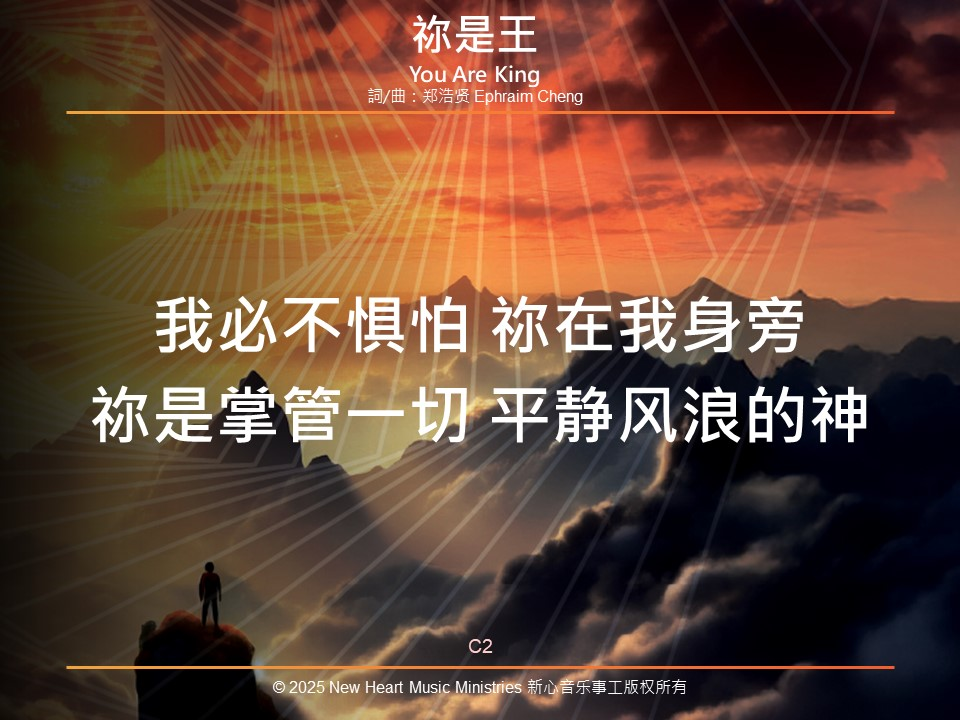 祢是王
You Are King
詞/曲：郑浩贤 Ephraim Cheng
我必不惧怕 祢在我身旁
祢是掌管一切 平静风浪的神
C2
© 2025 New Heart Music Ministries 新心音乐事工版权所有